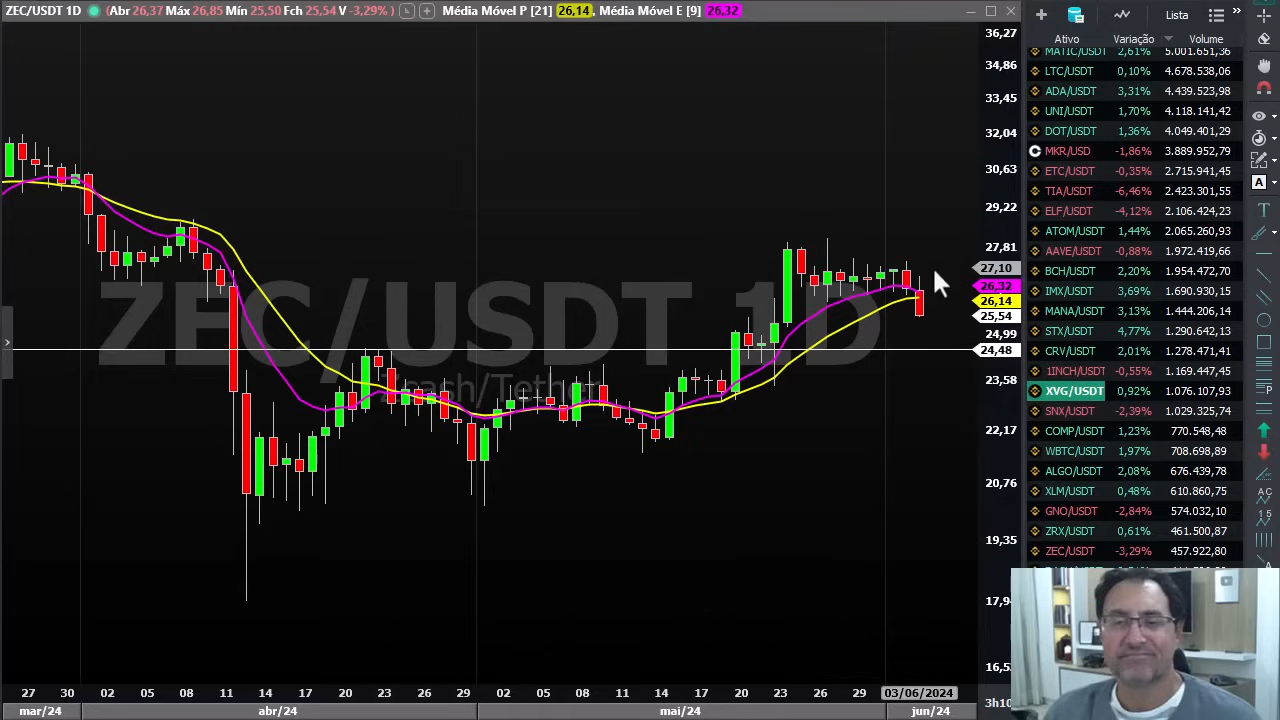 ZEC/USDT 1D (Abr 26,37 Máx 26,85 Mín 25,50 Fch 25,54 V -3,29% ) Média Móvel P [21] 26,14 , Média Móvel E [9] 26,32
Lista
Ativo Variação Volume
36,27
34,86
33,45
32,04
30,63
29,22
27,81
27,10
26,32
26,14
25,54
24,99
24,48
23,58
22,17
20,76
19,35
17,94
16,53
3h10
ZEC/USDT 1D
Zcash/Tether
MATIC/USDT 2,61% 5.001.651,36
LTC/USDT 0,10% 4.678.538,06
ADA/USDT 3,31% 4.439.523,98
UNI/USDT 1,70% 4.118.141,42
DOT/USDT 1,36% 4.049.401,29
MKR/USD -1,86% 3.889.952,79
ETC/USDT -0,35% 2.715.941,45
TIA/USDT -6,46% 2.423.301,55
ELF/USDT -4,12% 2.106.424,23
ATOM/USDT 1,44% 2.065.260,93
AAVE/USDT -0,88% 1.972.419,66
BCH/USDT 2,20% 1.954.470,52
IMX/USDT 3,69% 1.690.930,15
MANA/USDT 3,13% 1.444.206,14
STX/USDT 4,77% 1.290.642,13
CRV/USDT 2,01% 1.278.471,41
1INCH/USDT -0,55% 1.169.447,45
XVG/USDT 0,92% 1.076.107,93
SNX/USDT -2,39% 1.028.625,74
COMP/USDT 1,23% 770.548,48
WBTC/USDT 1,97% 708.698,89
ALGO/USDT 2,08% 676.439,78
XLM/USDT 0,48% 610.860,75
GNO/USDT -2,84% 574.032,10
ZRX/USDT 0,61% 461.500,87
ZEC/USDT -3,29% 457.922,80
27 30 02 05 08 11 14 17 20 23 26 29 02 05 08 11 14 17 20 23 26 29 03/06/2024
mar/24 abr/24 mai/24 jun/24